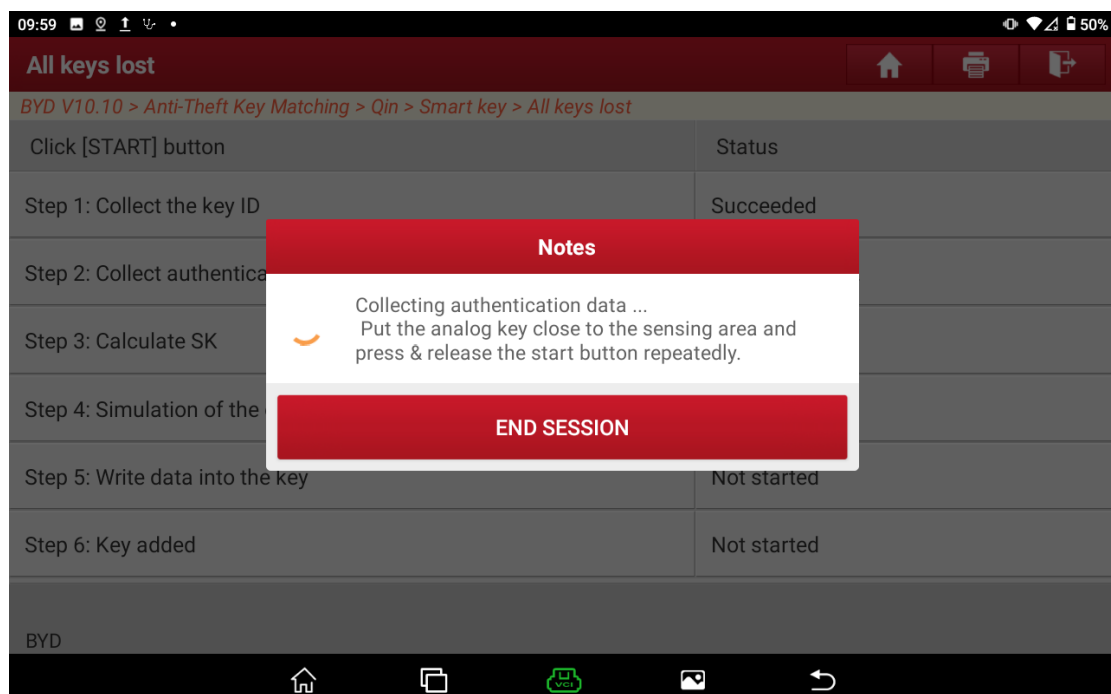 09:59
50%
All keys lost
BYD V10.10 > Anti-Theft Key Matching > Qin > Smart key > All keys lost
Click [START] button Status
Step 1: Collect the key ID Succeeded
Notes
Step 2: Collect authentica
Collecting authentication data ...
Put the analog key close to the sensing area and
press & release the start button repeatedly.
Step 3: Calculate SK
Step 4: Simulation of the
END SESSION
Step 5: Write data into the key Not started
Step 6: Key added Not started
BYD
VCI